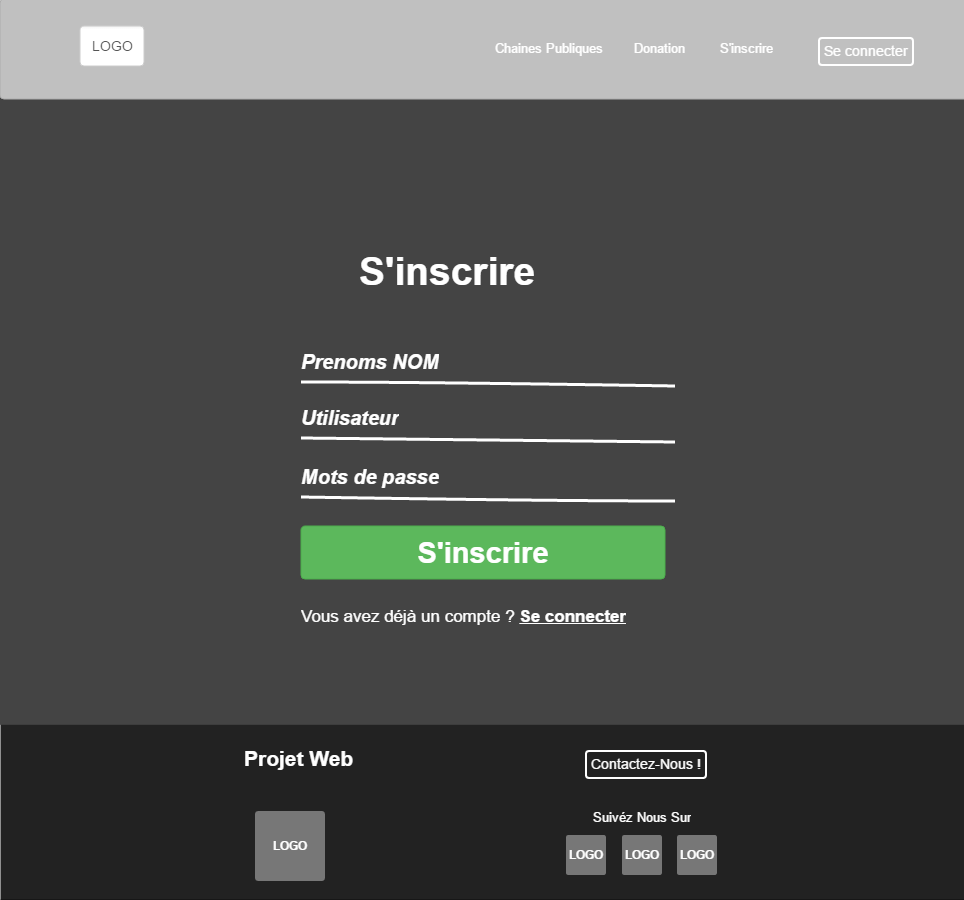 LOGO
Chaines Publiques
Donation
S'inscrire
Se connecter
S'inscrire
Prenoms NOM
Utilisateur
Mots de passe
S'inscrire
Vous avez déjà un compte ? Se connecter
Projet Web
Contactez-Nous !
LOGO
Suivéz Nous Sur
LOGO
LOGO
LOGO